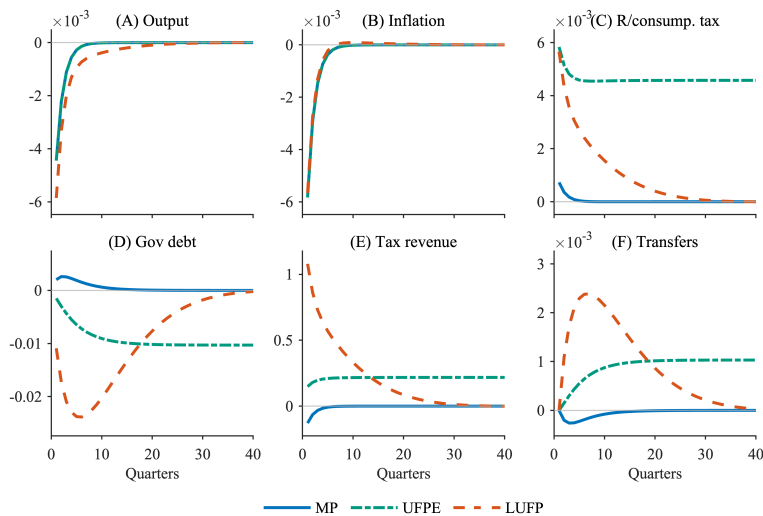 ×10⁻³ (A) Output
0
-2
-4
-6
×10⁻³ (B) Inflation
0
-2
-4
-6
×10⁻³ (C) R/consump. tax
6
4
2
0
(D) Gov debt
0
-0.01
-0.02
0 10 20 30 40
Quarters
(E) Tax revenue
1
0.5
0
0 10 20 30 40
Quarters
×10⁻³ (F) Transfers
3
2
1
0
0 10 20 30 40
Quarters
MP UFPE LUFP